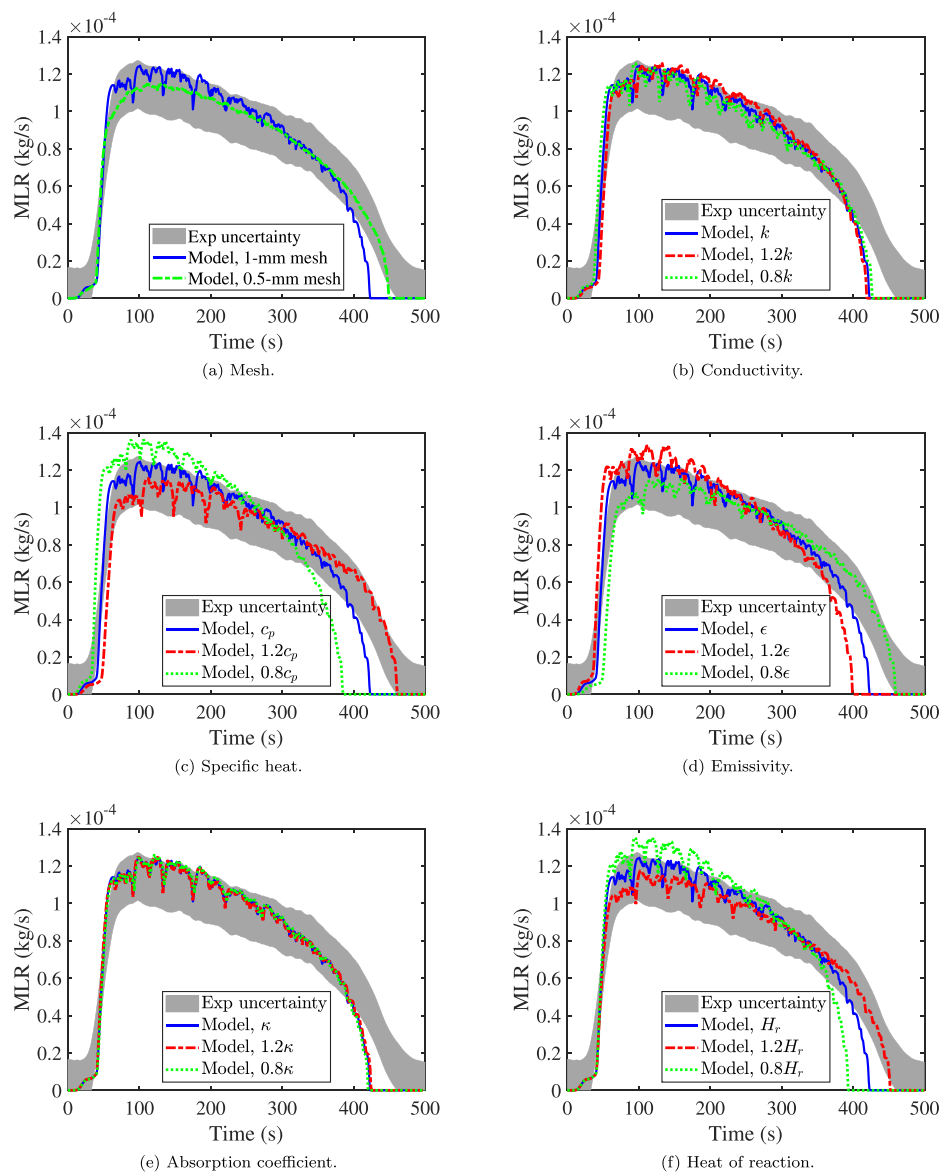 ×10⁻⁴
1.4
1.2
1
0.8
0.6
0.4
0.2
0
MLR (kg/s)
Exp uncertainty
Model, 1-mm mesh
Model, 0.5-mm mesh
0 100 200 300 400 500
Time (s)
(a) Mesh.
×10⁻⁴
1.4
1.2
1
0.8
0.6
0.4
0.2
0
MLR (kg/s)
Exp uncertainty
Model, k
Model, 1.2k
Model, 0.8k
0 100 200 300 400 500
Time (s)
(b) Conductivity.
×10⁻⁴
1.4
1.2
1
0.8
0.6
0.4
0.2
0
MLR (kg/s)
Exp uncertainty
Model, cₚ
Model, 1.2cₚ
Model, 0.8cₚ
0 100 200 300 400 500
Time (s)
(c) Specific heat.
×10⁻⁴
1.4
1.2
1
0.8
0.6
0.4
0.2
0
MLR (kg/s)
Exp uncertainty
Model, ϵ
Model, 1.2ϵ
Model, 0.8ϵ
0 100 200 300 400 500
Time (s)
(d) Emissivity.
×10⁻⁴
1.4
1.2
1
0.8
0.6
0.4
0.2
0
MLR (kg/s)
Exp uncertainty
Model, κ
Model, 1.2κ
Model, 0.8κ
0 100 200 300 400 500
Time (s)
(e) Absorption coefficient.
×10⁻⁴
1.4
1.2
1
0.8
0.6
0.4
0.2
0
MLR (kg/s)
Exp uncertainty
Model, Hᵣ
Model, 1.2Hᵣ
Model, 0.8Hᵣ
0 100 200 300 400 500
Time (s)
(f) Heat of reaction.